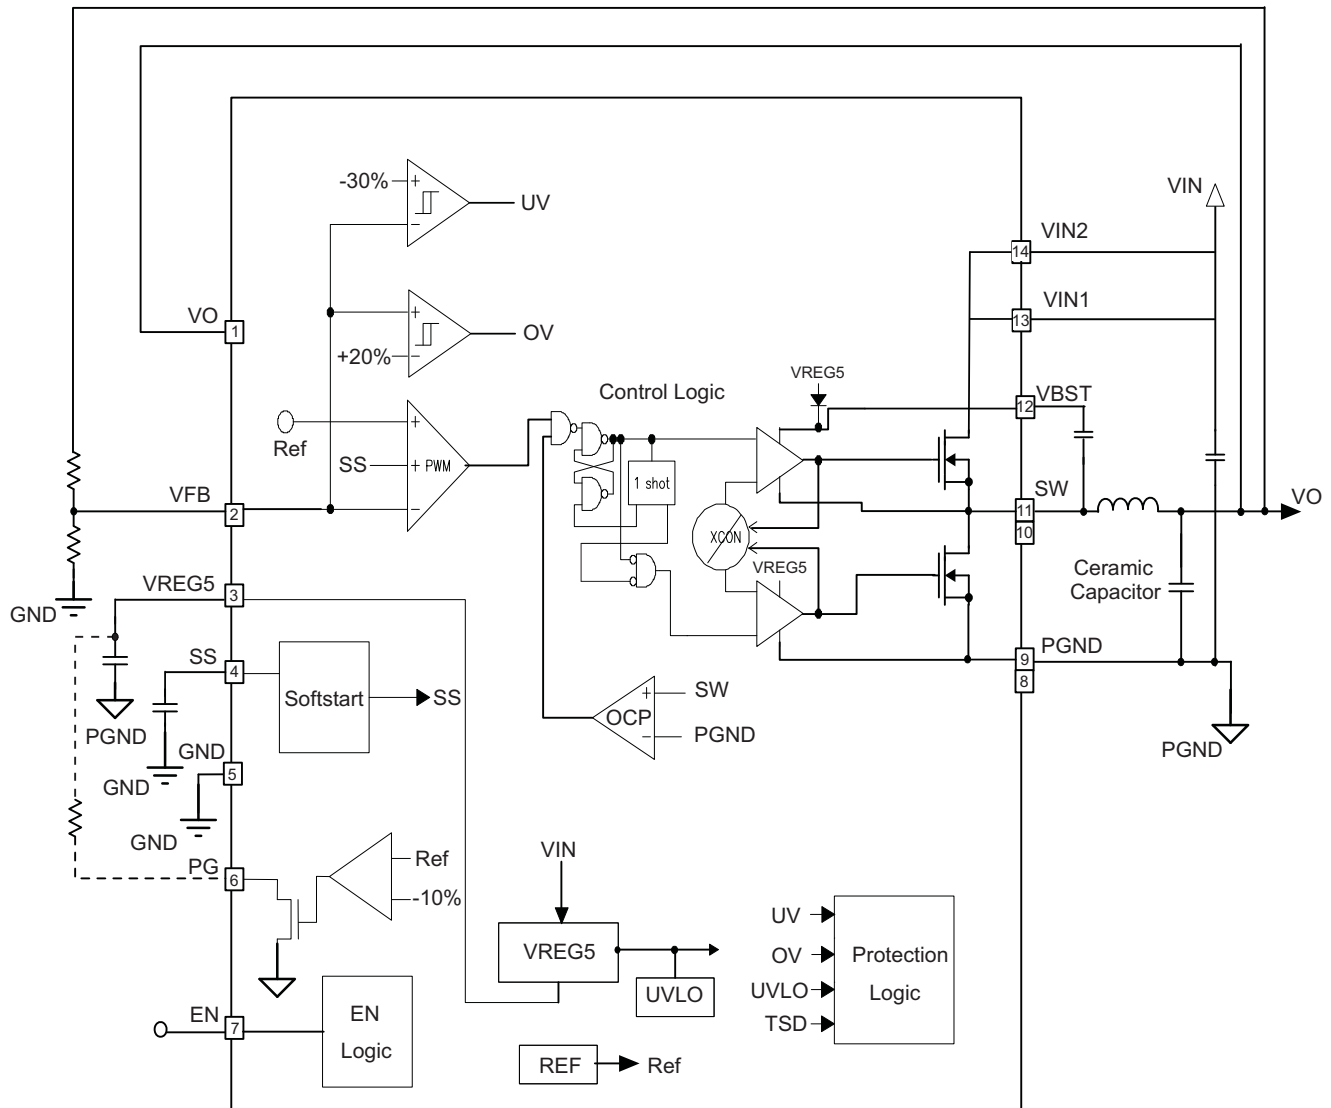 VIN
-30%
+
-
UV
VIN2
14
VO
1
VIN1
13
+
OV
+20%
-
VREG5
Control Logic
VBST
12
Ref
+
SS
+
PWM
-
1 shot
VFB
2
SW
11
VO
10
XCON
VREG5
Ceramic
Capacitor
VREG5
3
GND
SS
4
PGND
9
8
Softstart
SS
SW
+
OCP
PGND
-
PGND
PGND
GND
5
GND
GND
PG
6
Ref
-10%
VIN
VREG5
UVLO
UV
OV
UVLO
TSD
Protection
Logic
EN
7
EN
Logic
REF
Ref